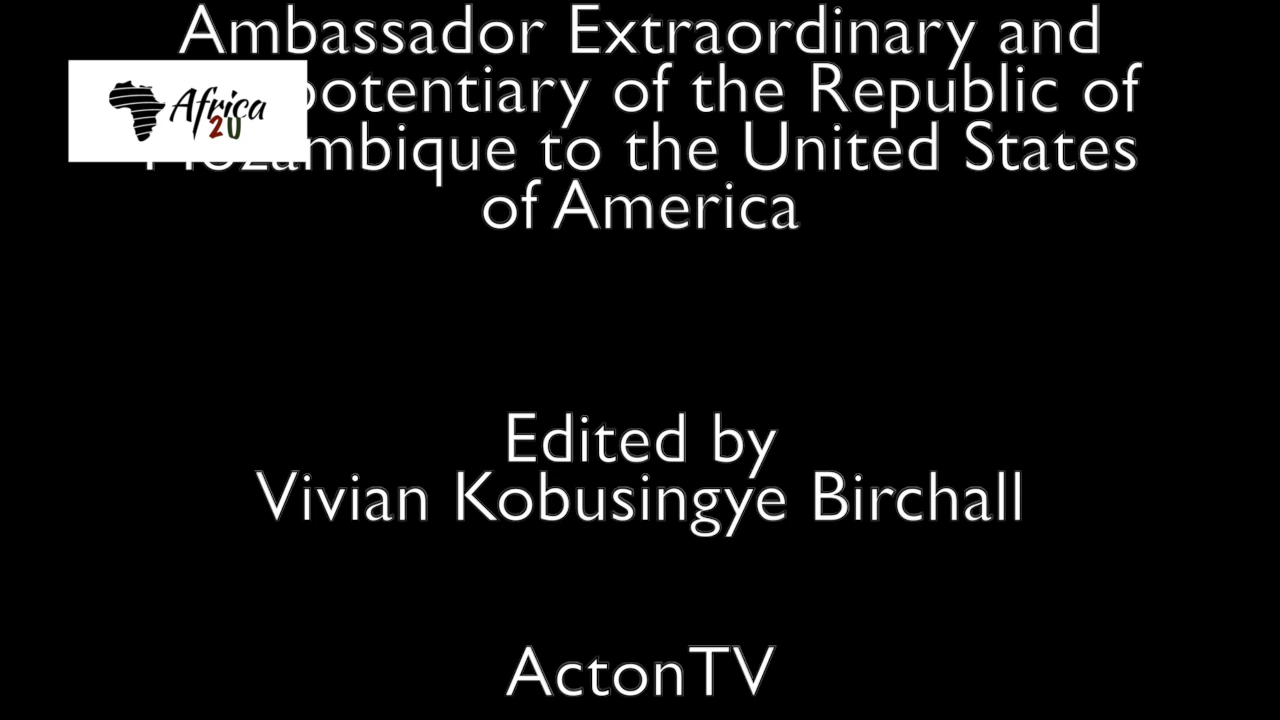 Ambassador Extraordinary and
potentiary of the Republic of
Mozambique to the United States
of America
Africa
2U
Edited by
Vivian Kobusingye Birchall
ActonTV